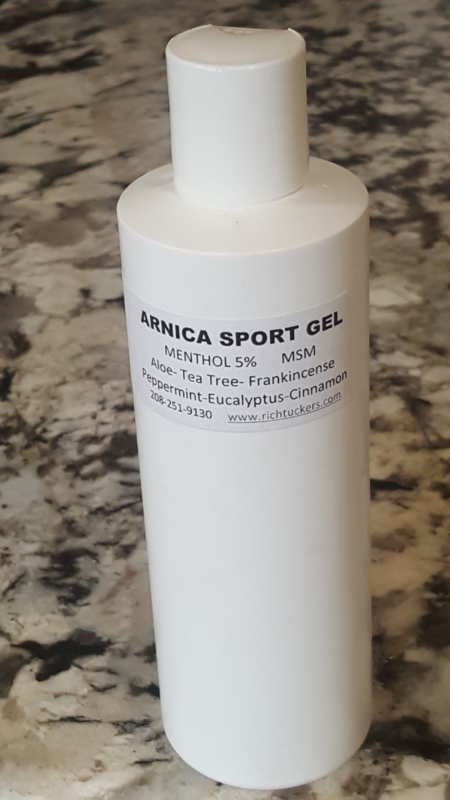 ARNICA SPORT GEL
MENTHOL 5% MSM
Aloe- Tea Tree- Frankincense
Peppermint-Eucalyptus-Cinnamon
208-251-9130 www.richtuckers.com